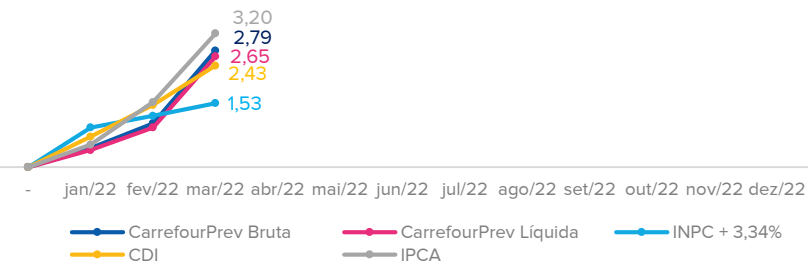 3,20
2,79
2,65
2,43
1,53
- jan/22 fev/22 mar/22 abr/22 mai/22 jun/22 jul/22 ago/22 set/22 out/22 nov/22 dez/22
CarrefourPrev Bruta CarrefourPrev Líquida INPC + 3,34%
CDI IPCA